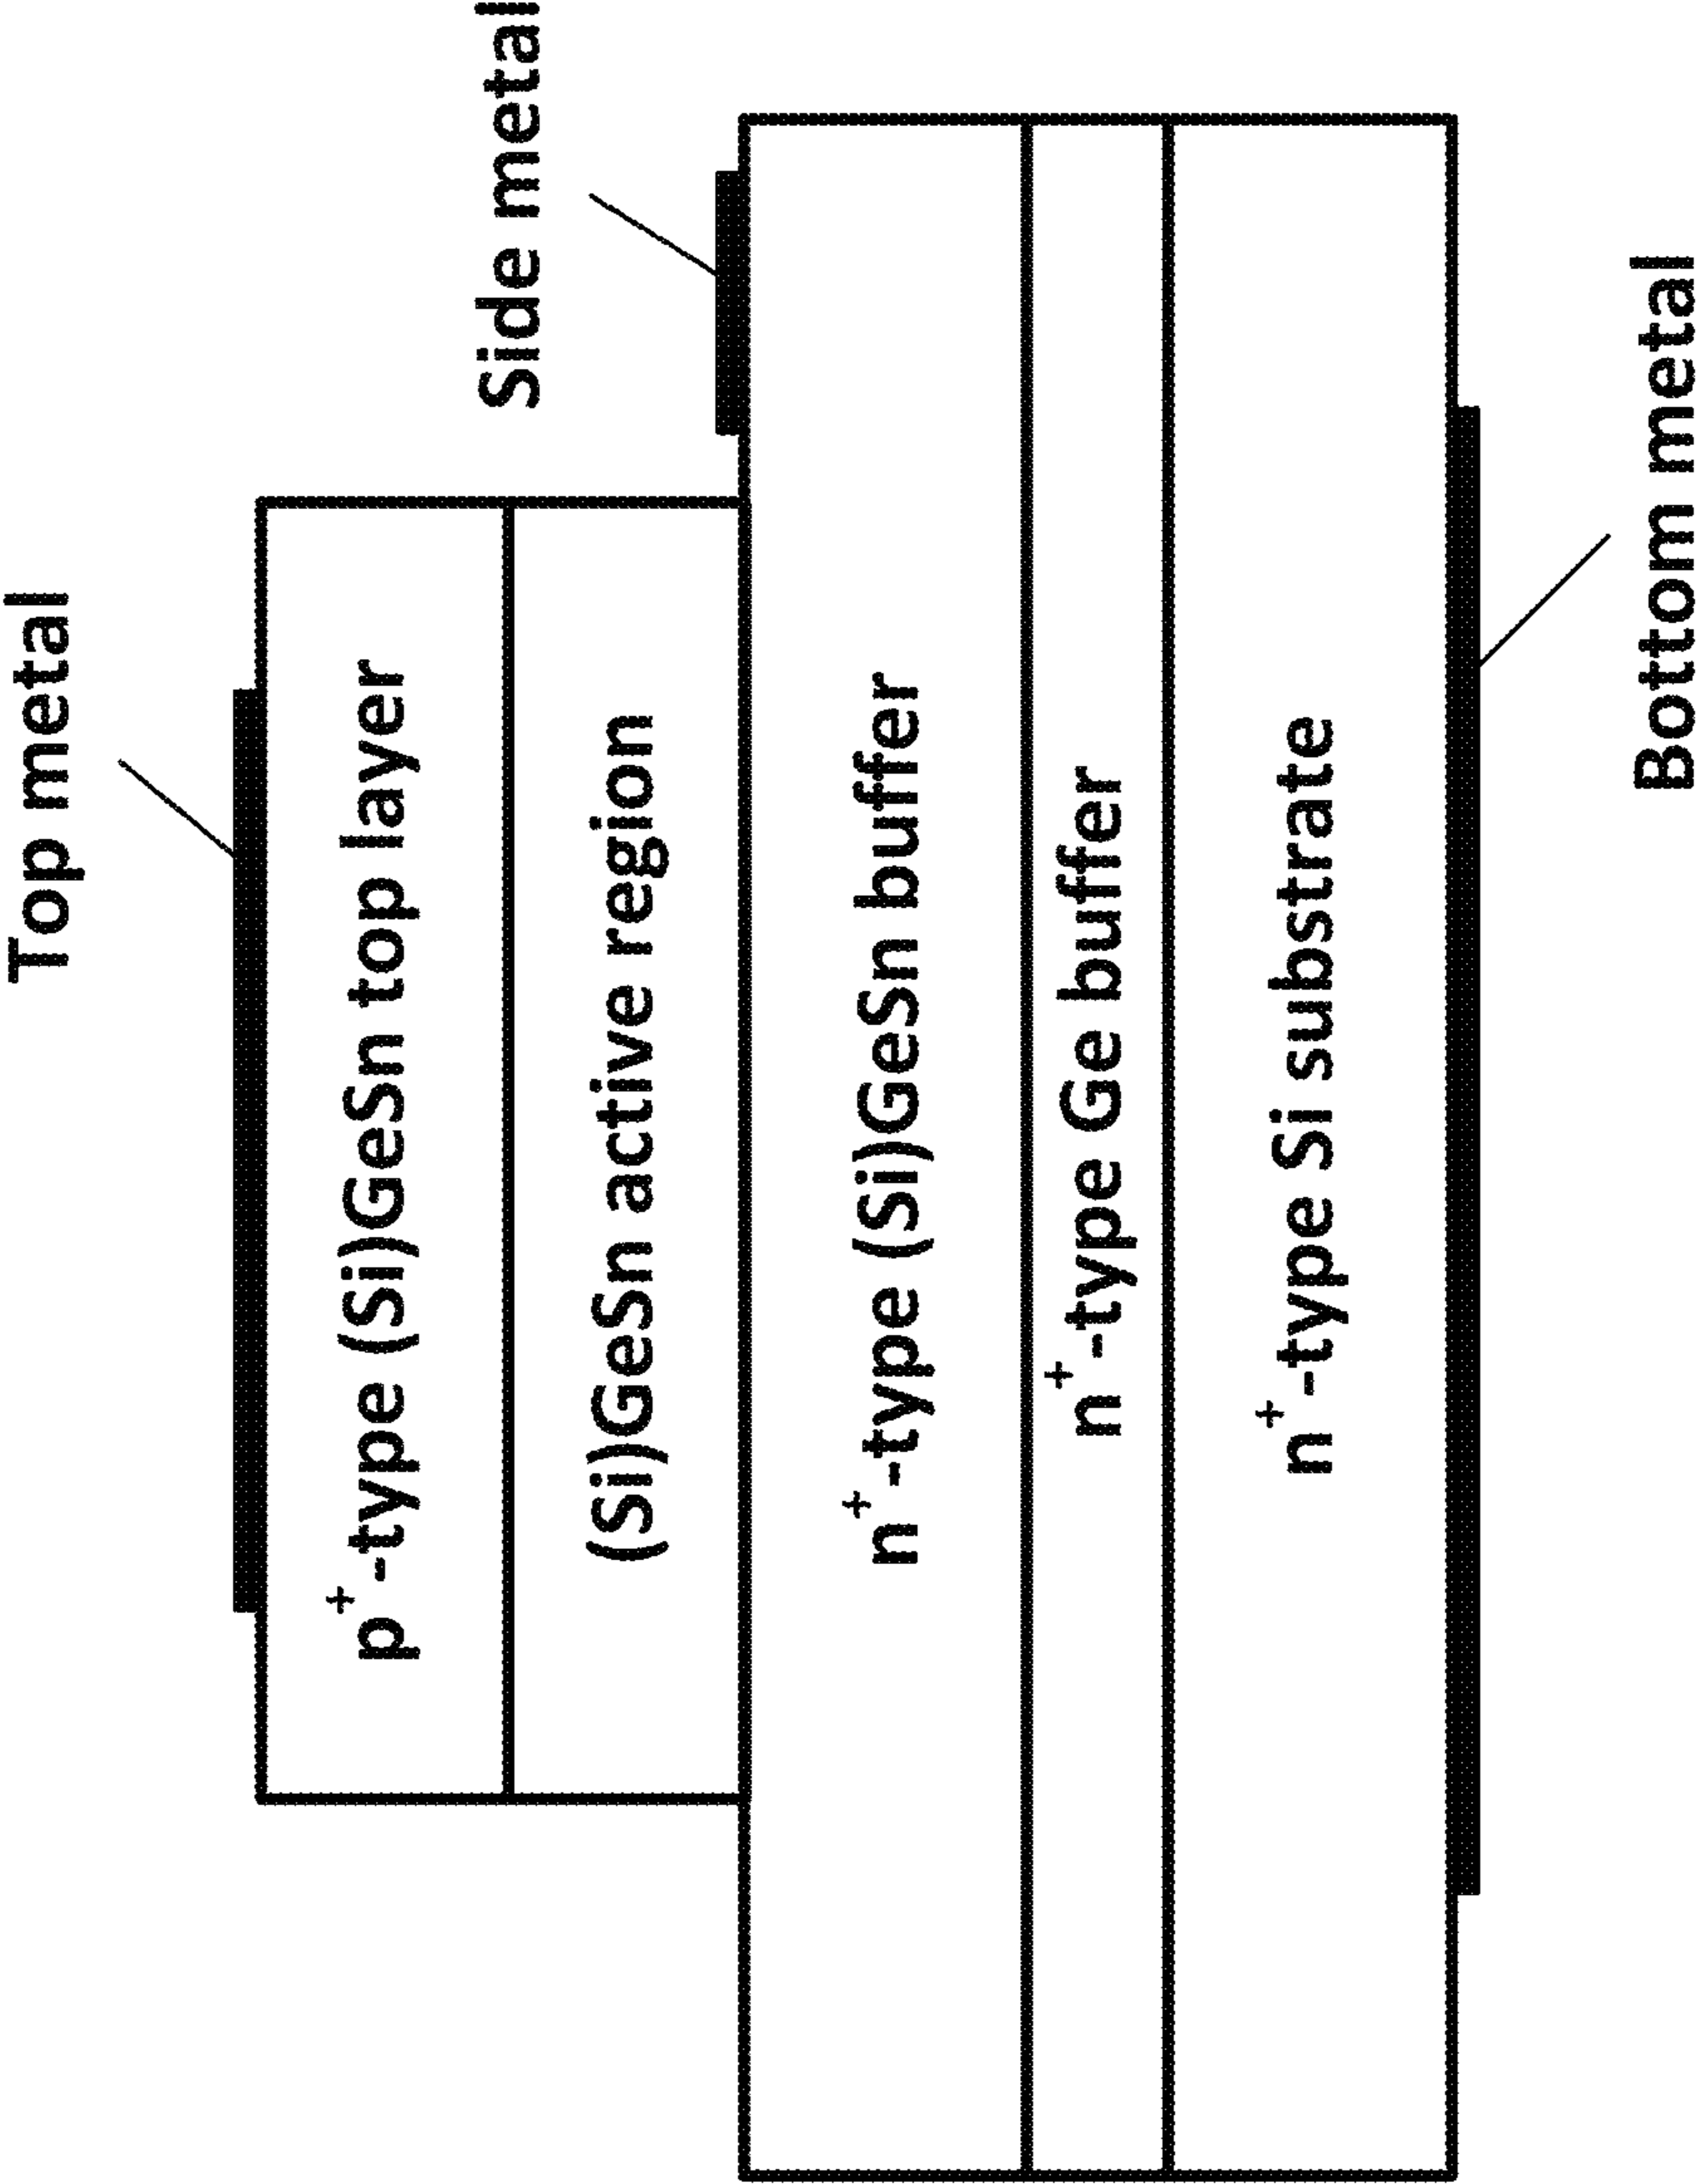 Top metal
Side metal
p⁺-type (Si)GeSn top layer
(Si)GeSn active region
n⁺-type (Si)GeSn buffer
n⁺-type Ge buffer
n⁺-type Si substrate
Bottom metal